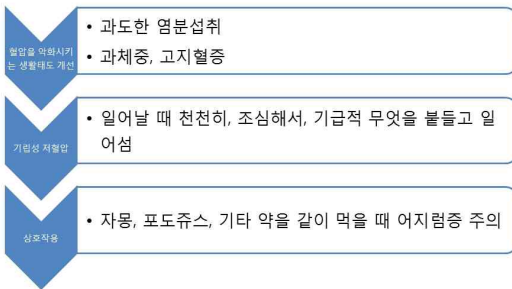 혈압을 악화시키
는 생활태도 개선
• 과도한 염분섭취
• 과체중, 고지혈증
기립성 저혈압
• 일어날 때 천천히, 조심해서, 기급적 무엇을 붙들고 일
어섬
상호작용
• 자몽, 포도쥬스, 기타 약을 같이 먹을 때 어지럼증 주의